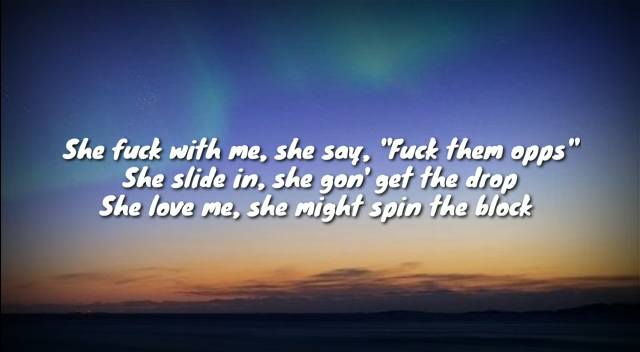 She fuck with me, she say, "Fuck them opps"
She slide in, she gon' get the drop
She love me, she might spin the block